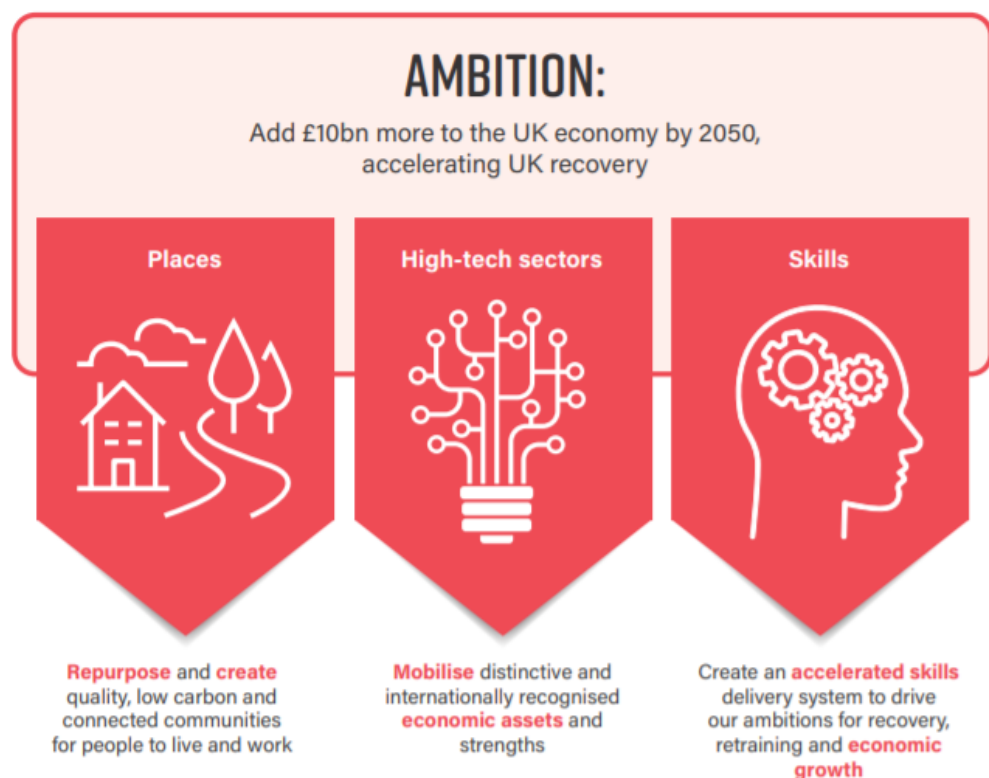 AMBITION:
Add £10bn more to the UK economy by 2050,
accelerating UK recovery
Places
High-tech sectors
Skills
Repurpose and create
quality, low carbon and
connected communities
for people to live and work
Mobilise distinctive and
internationally recognised
economic assets and
strengths
Create an accelerated skills
delivery system to drive
our ambitions for recovery,
retraining and economic
growth